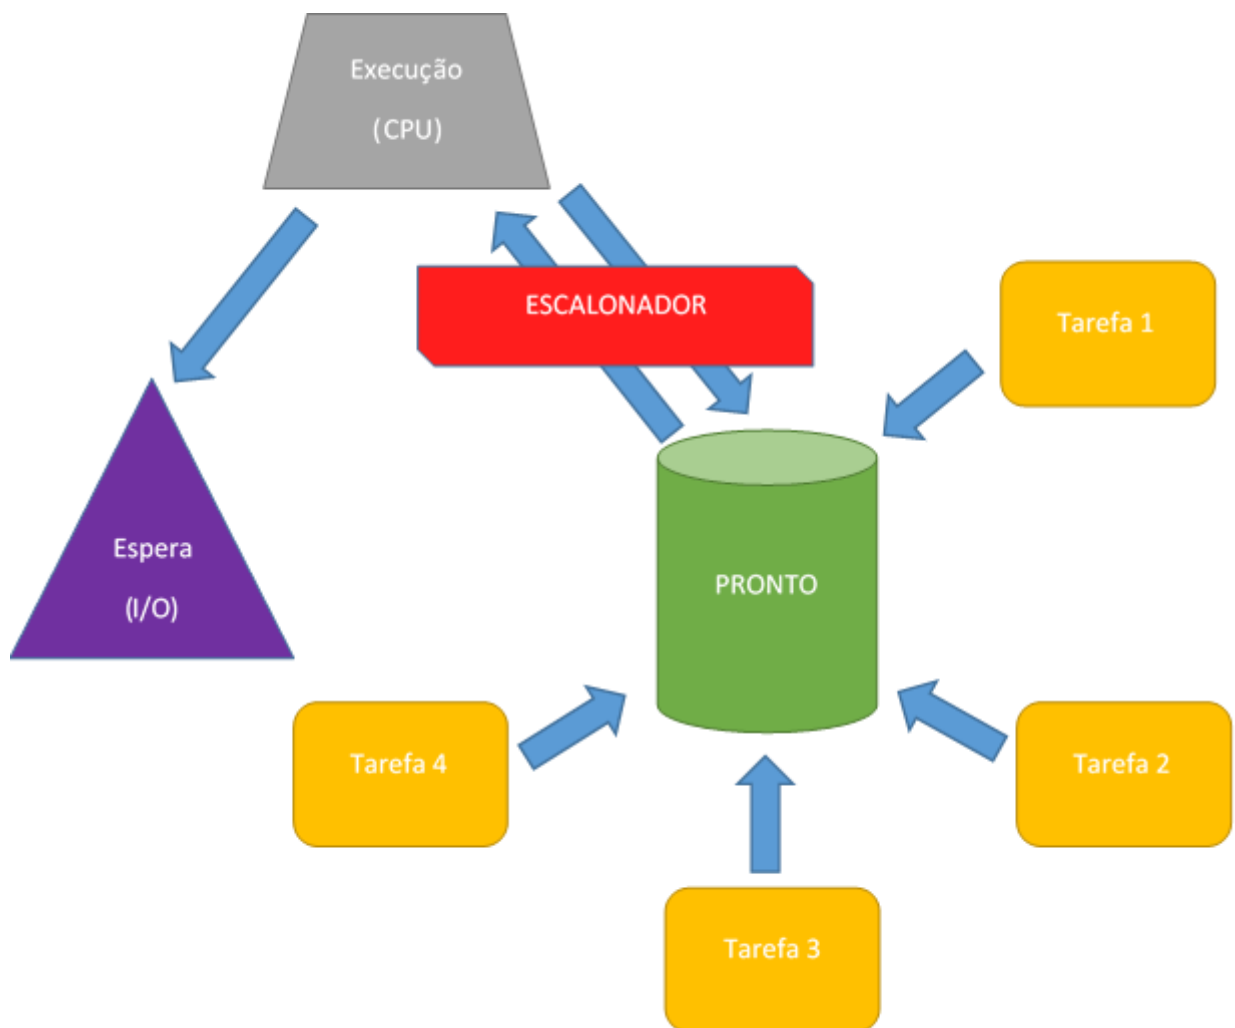 Execução
(CPU)
ESCALONADOR
Tarefa 1
Espera
(I/O)
PRONTO
Tarefa 4
Tarefa 2
Tarefa 3